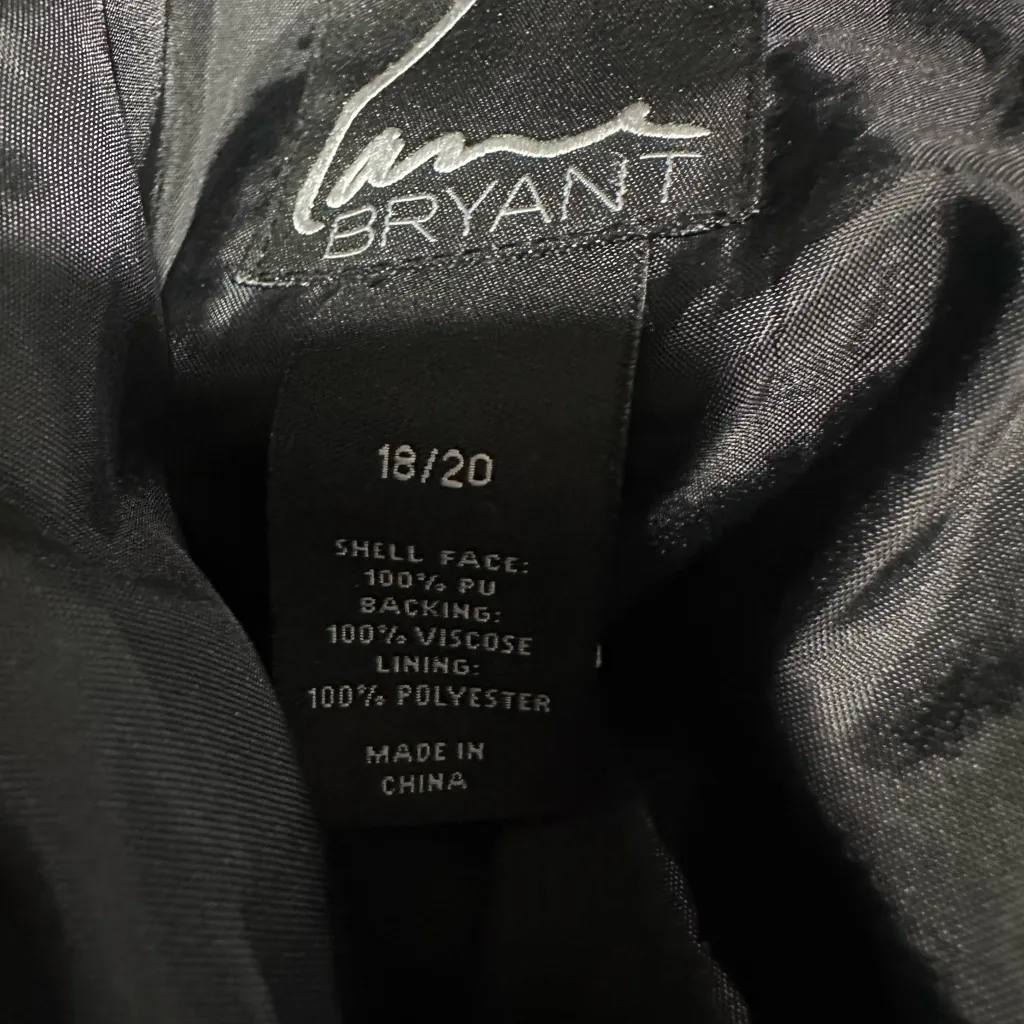 Lane
BRYANT
18/20
SHELL FACE:
100% PU
BACKING:
100% VISCOSE
LINING:
100% POLYESTER
MADE IN
CHINA